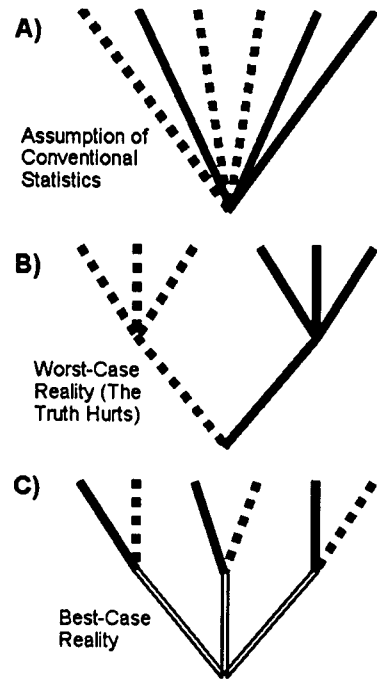 A)
Assumption of
Conventional
Statistics
B)
Worst-Case
Reality (The
Truth Hurts)
C)
Best-Case
Reality